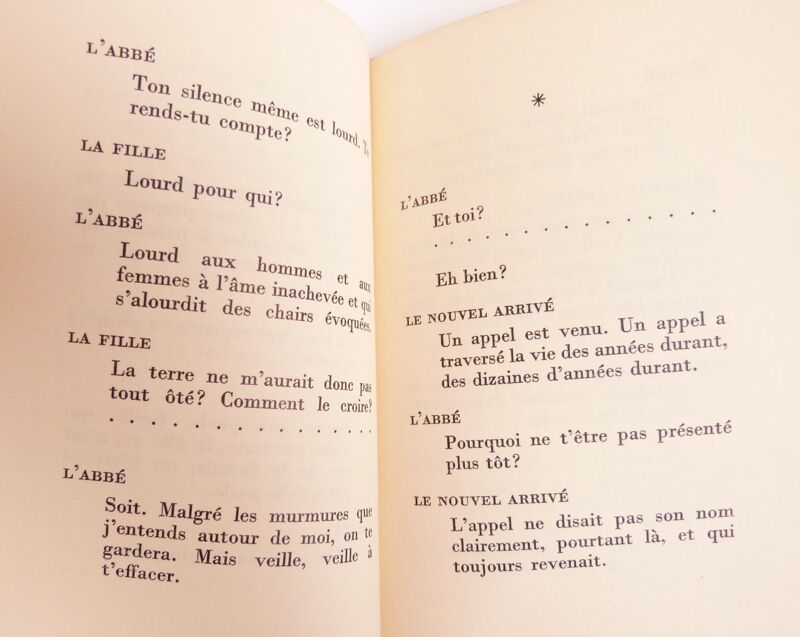 L'ABBÉ
Ton silence même est lourd. Te
rends-tu compte?
LA FILLE
Lourd pour qui?
L'ABBÉ
Lourd aux hommes et aux
femmes à l'âme inachevée et qui
s'alourdit des chairs évoquées.
LA FILLE
La terre ne m'aurait donc pas
tout ôté? Comment le croire?
. . . . . . . . . . . . . . .
L'ABBÉ
Soit. Malgré les murmures que
j'entends autour de moi, on te
gardera. Mais veille, veille à
t'effacer.
*
L'ABBÉ
Et toi?
. . . . . . . . . . . . . . .
Eh bien?
LE NOUVEL ARRIVÉ
Un appel est venu. Un appel a
traversé la vie des années durant,
des dizaines d'années durant.
L'ABBÉ
Pourquoi ne t'être pas présenté
plus tôt?
LE NOUVEL ARRIVÉ
L'appel ne disait pas son nom
clairement, pourtant là, et qui
toujours revenait.